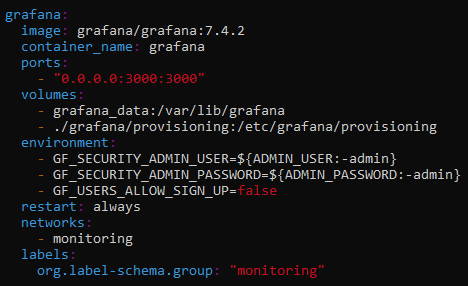 grafana:
  image: grafana/grafana:7.4.2
  container_name: grafana
  ports:
    - "0.0.0.0:3000:3000"
  volumes:
    - grafana_data:/var/lib/grafana
    - ./grafana/provisioning:/etc/grafana/provisioning
  environment:
    - GF_SECURITY_ADMIN_USER=${ADMIN_USER:-admin}
    - GF_SECURITY_ADMIN_PASSWORD=${ADMIN_PASSWORD:-admin}
    - GF_USERS_ALLOW_SIGN_UP=false
  restart: always
  networks:
    - monitoring
  labels:
    org.label-schema.group: "monitoring"